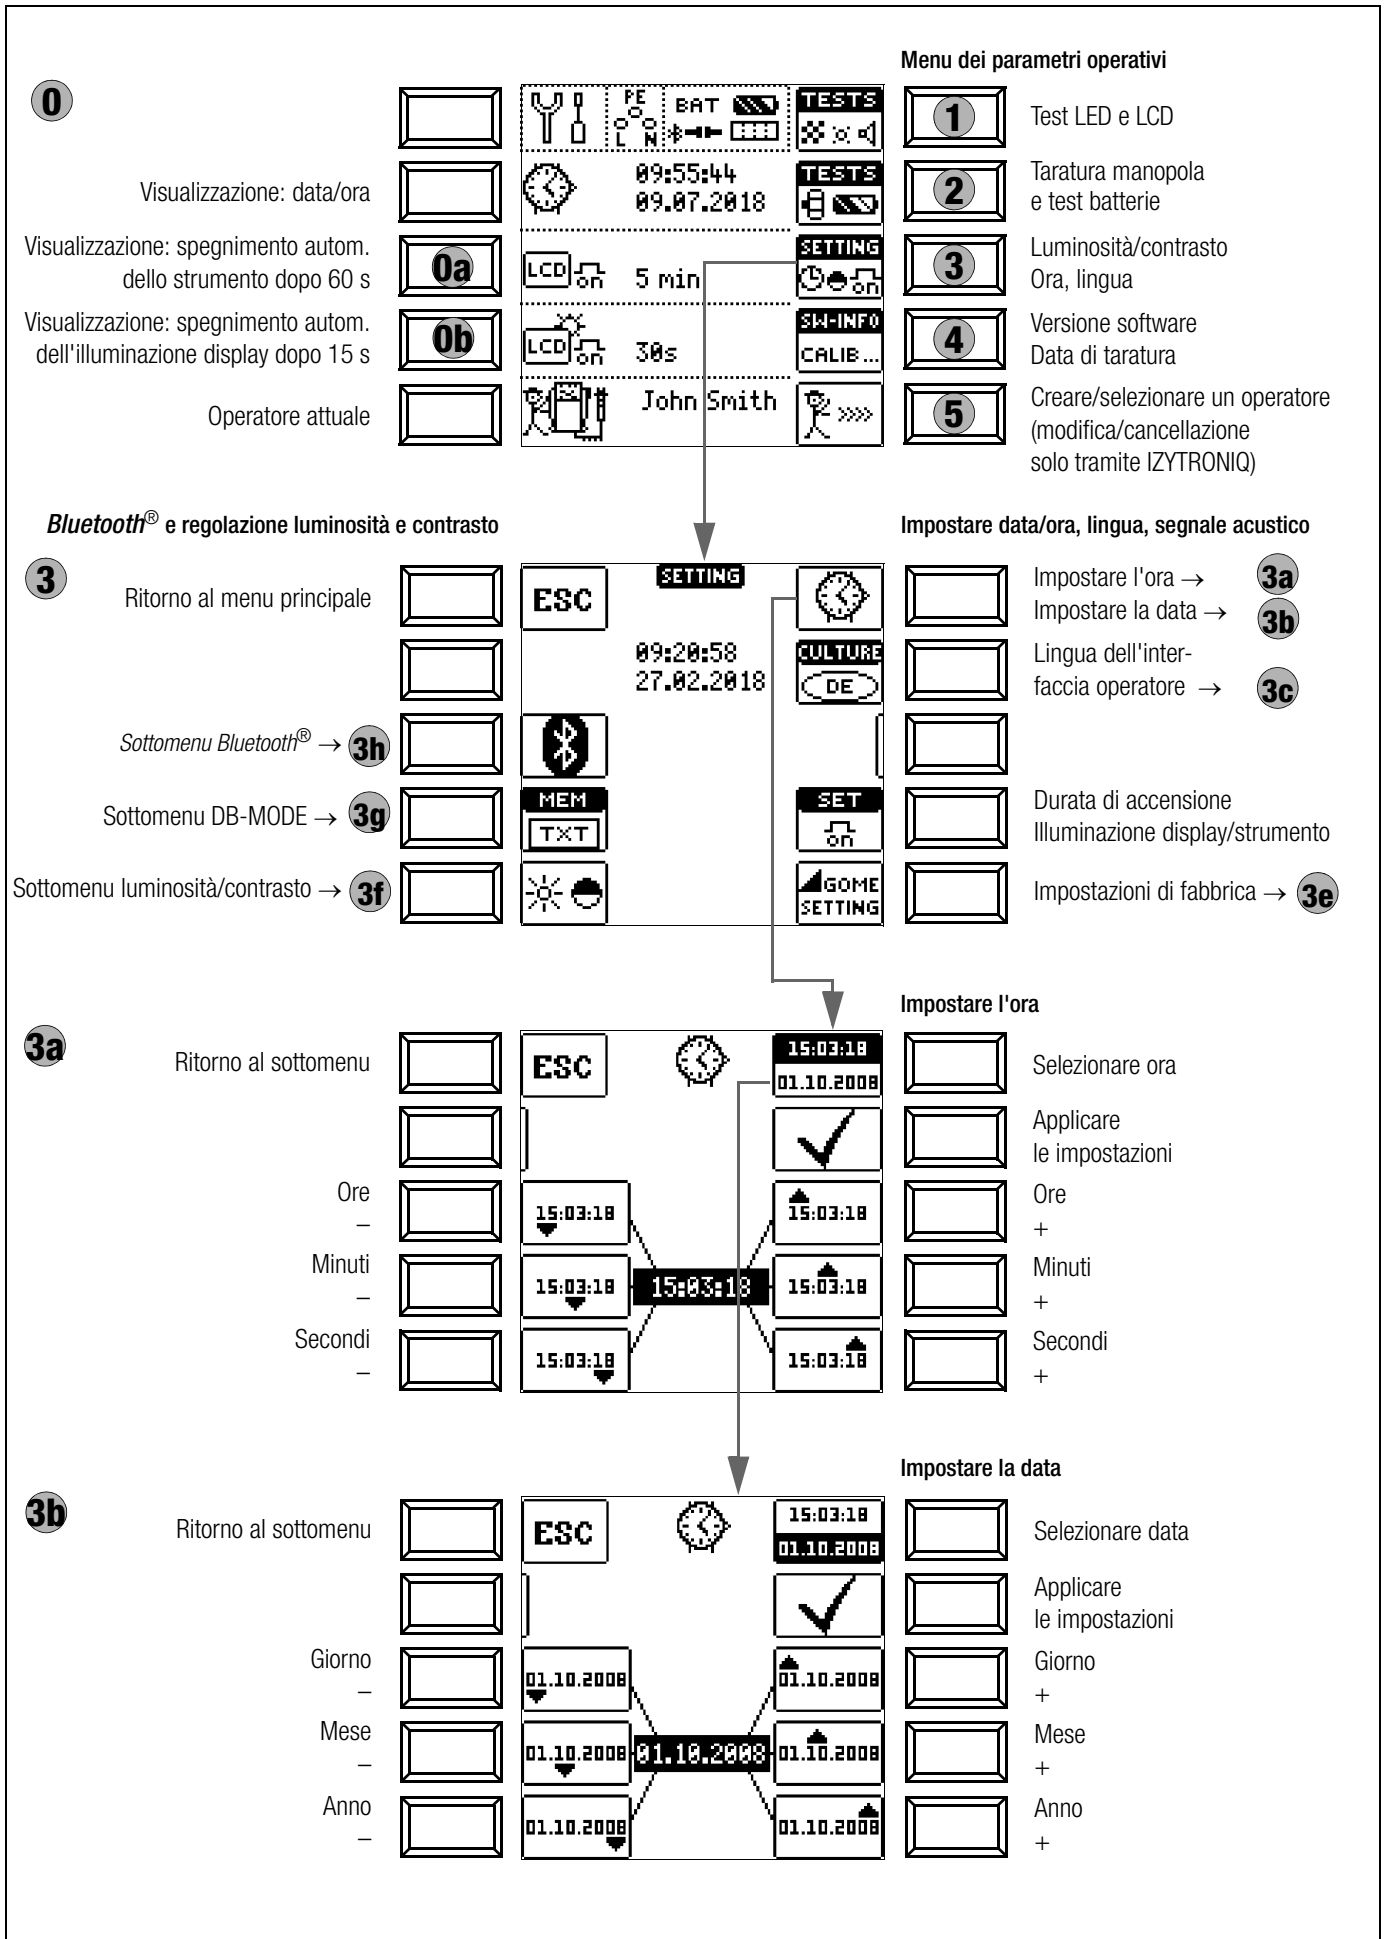 Menu dei parametri operativi
0
PE
L N
BAT
TESTS
1
Test LED e LCD
Visualizzazione: data/ora
09:55:44
09.07.2018
TESTS
2
Taratura manopola
e test batterie
Visualizzazione: spegnimento autom.
dello strumento dopo 60 s
0a
LCD
on
5 min
SETTING
on
3
Luminosità/contrasto
Ora, lingua
Visualizzazione: spegnimento autom.
dell'illuminazione display dopo 15 s
0b
LCD
on
30s
SW-INFO
CALIB ...
4
Versione software
Data di taratura
Operatore attuale
John Smith
5
Creare/selezionare un operatore
(modifica/cancellazione
solo tramite IZYTRONIQ)
Bluetooth® e regolazione luminosità e contrasto
Impostare data/ora, lingua, segnale acustico
3
Ritorno al menu principale
ESC
SETTING
Impostare l'ora → 3a
Impostare la data → 3b
09:20:58
27.02.2018
CULTURE
DE
Lingua dell'inter-
faccia operatore → 3c
Sottomenu Bluetooth® → 3h
Sottomenu DB-MODE → 3g
MEM
TXT
SET
on
Durata di accensione
Illuminazione display/strumento
Sottomenu luminosità/contrasto → 3f
GOME
SETTING
Impostazioni di fabbrica → 3e
Impostare l'ora
3a
Ritorno al sottomenu
ESC
15:03:18
01.10.2008
Selezionare ora
Applicare
le impostazioni
Ore
–
15:03:18
15:03:18
Ore
+
Minuti
–
15:03:18
15:03:18
15:03:18
Minuti
+
Secondi
–
15:03:18
15:03:18
Secondi
+
Impostare la data
3b
Ritorno al sottomenu
ESC
15:03:18
01.10.2008
Selezionare data
Applicare
le impostazioni
Giorno
–
01.10.2008
01.10.2008
Giorno
+
Mese
–
01.10.2008
01.10.2008
01.10.2008
Mese
+
Anno
–
01.10.2008
01.10.2008
Anno
+